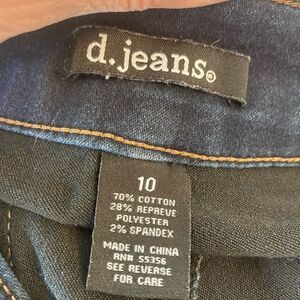 d.jeans®
10
70% COTTON
28% REPREVE
POLYESTER
2% SPANDEX
MADE IN CHINA
RN# 55356
SEE REVERSE
FOR CARE